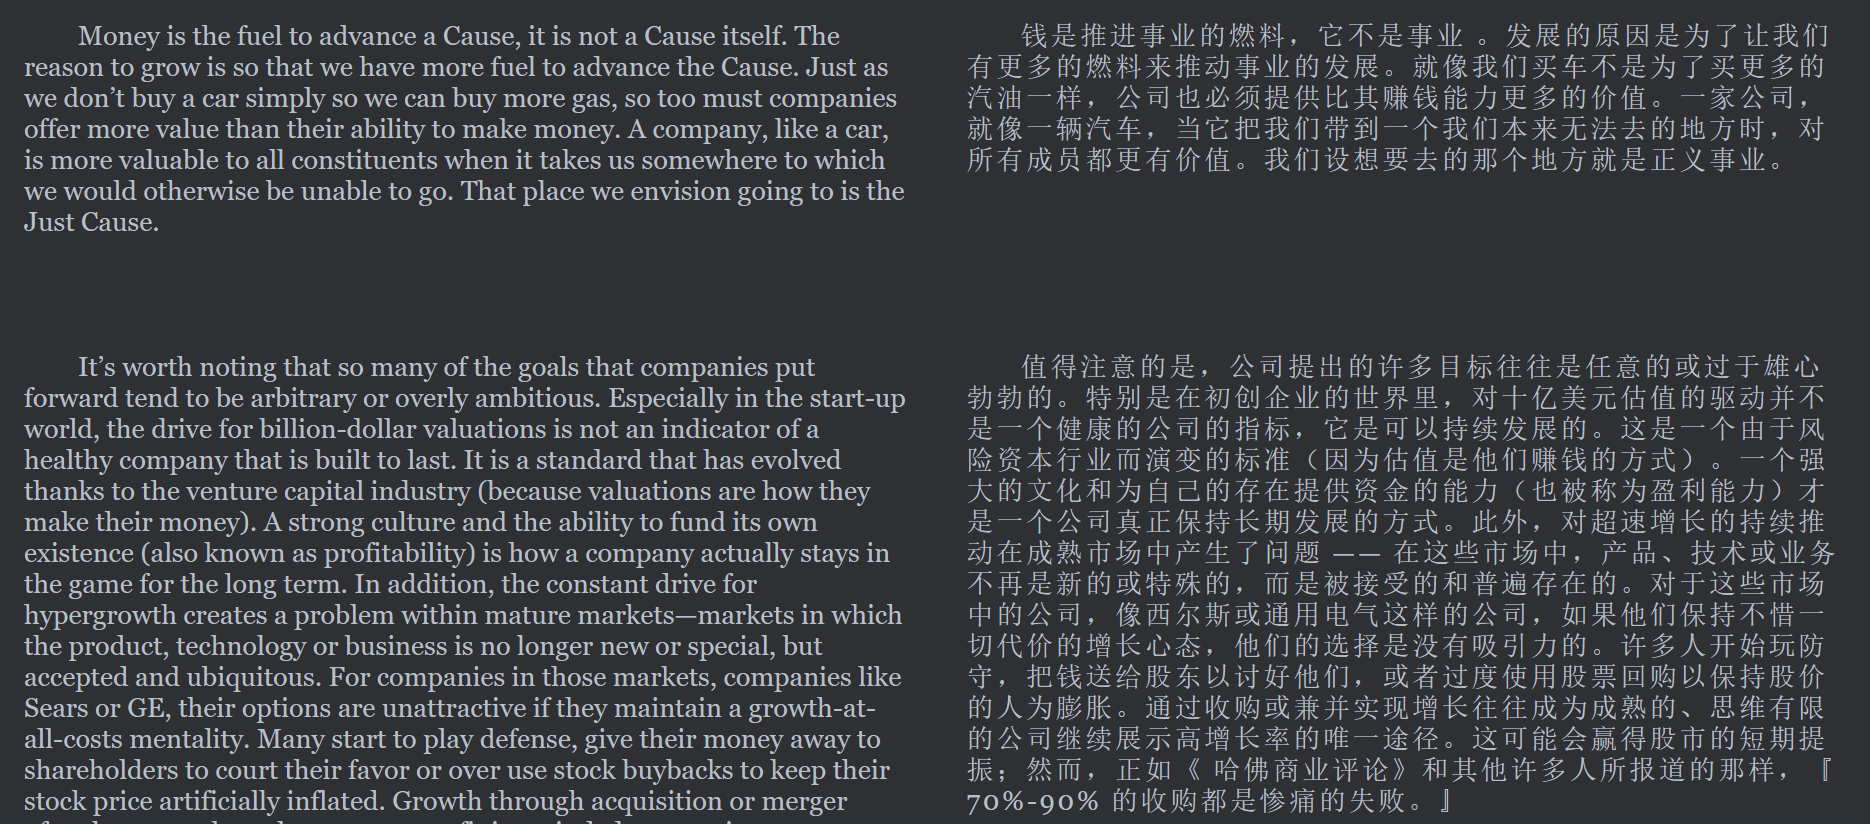 Money is the fuel to advance a Cause, it is not a Cause itself. The
reason to grow is so that we have more fuel to advance the Cause. Just as
we don’t buy a car simply so we can buy more gas, so too must companies
offer more value than their ability to make money. A company, like a car,
is more valuable to all constituents when it takes us somewhere to which
we would otherwise be unable to go. That place we envision going to is the
Just Cause.
钱是推进事业的燃料，它不是事业 。发展的原因是为了让我们
有更多的燃料来推动事业的发展。就像我们买车不是为了买更多的
汽油一样，公司也必须提供比其赚钱能力更多的价值。一家公司，
就像一辆汽车，当它把我们带到一个我们本来无法去的地方时，对
所有成员都更有价值。我们设想要去的那个地方就是正义事业。
It’s worth noting that so many of the goals that companies put
forward tend to be arbitrary or overly ambitious. Especially in the start-up
world, the drive for billion-dollar valuations is not an indicator of a
healthy company that is built to last. It is a standard that has evolved
thanks to the venture capital industry (because valuations are how they
make their money). A strong culture and the ability to fund its own
existence (also known as profitability) is how a company actually stays in
the game for the long term. In addition, the constant drive for
hypergrowth creates a problem within mature markets—markets in which
the product, technology or business is no longer new or special, but
accepted and ubiquitous. For companies in those markets, companies like
Sears or GE, their options are unattractive if they maintain a growth-at-
all-costs mentality. Many start to play defense, give their money away to
shareholders to court their favor or over use stock buybacks to keep their
stock price artificially inflated. Growth through acquisition or merger
值得注意的是，公司提出的许多目标往往是任意的或过于雄心
勃勃的。特别是在初创企业的世界里，对十亿美元估值的驱动并不
是一个健康的公司的指标，它是可以持续发展的。这是一个由于风
险资本行业而演变的标准（因为估值是他们赚钱的方式）。一个强
大的文化和为自己的存在提供资金的能力（也被称为盈利能力）才
是一个公司真正保持长期发展的方式。此外，对超速增长的持续推
动在成熟市场中产生了问题 —— 在这些市场中，产品、技术或业务
不再是新的或特殊的，而是被接受的和普遍存在的。对于这些市场
中的公司，像西尔斯或通用电气这样的公司，如果他们保持不惜一
切代价的增长心态，他们的选择是没有吸引力的。许多人开始玩防
守，把钱送给股东以讨好他们，或者过度使用股票回购以保持股价
的人为膨胀。通过收购或兼并实现增长往往成为成熟的、思维有限
的公司继续展示高增长率的唯一途径。这可能会赢得股市的短期提
振；然而，正如《 哈佛商业评论》和其他许多人所报道的那样，『
70%-90% 的收购都是惨痛的失败。』